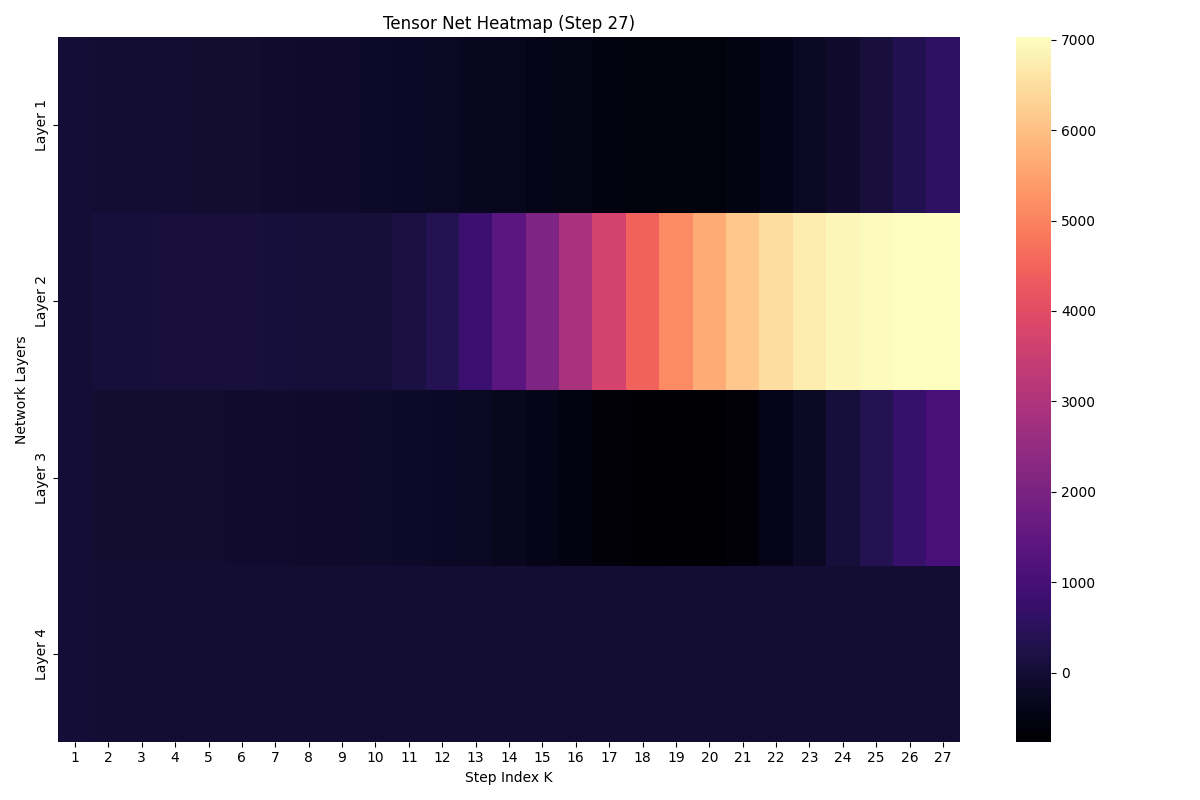 Tensor Net Heatmap (Step 27)
Network Layers
Layer 1
Layer 2
Layer 3
Layer 4
1 2 3 4 5 6 7 8 9 10 11 12 13 14 15 16 17 18 19 20 21 22 23 24 25 26 27
Step Index K
7000
6000
5000
4000
3000
2000
1000
0